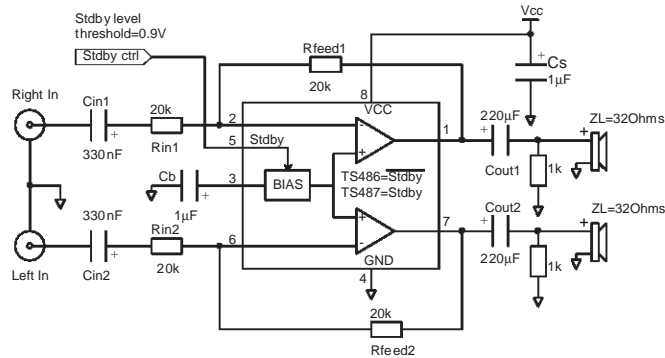 Stdby level
threshold=0.9V
Stdby ctrl
Vcc
Cs
1µF
+
Rfeed1
20k
8
VCC
Right In
Cin1
+
330nF
20k
Rin1
2
5
Stdby
-
+
1
220µF
+
Cout1
ZL=32Ohms
+
1k
Cb
+
1µF
3
BIAS
TS486=Stdby
TS487=Stdby
330nF
+
Cin2
Left In
Rin2
20k
6
+
-
7
Cout2
+
220µF
ZL=32Ohms
+
1k
GND
4
20k
Rfeed2